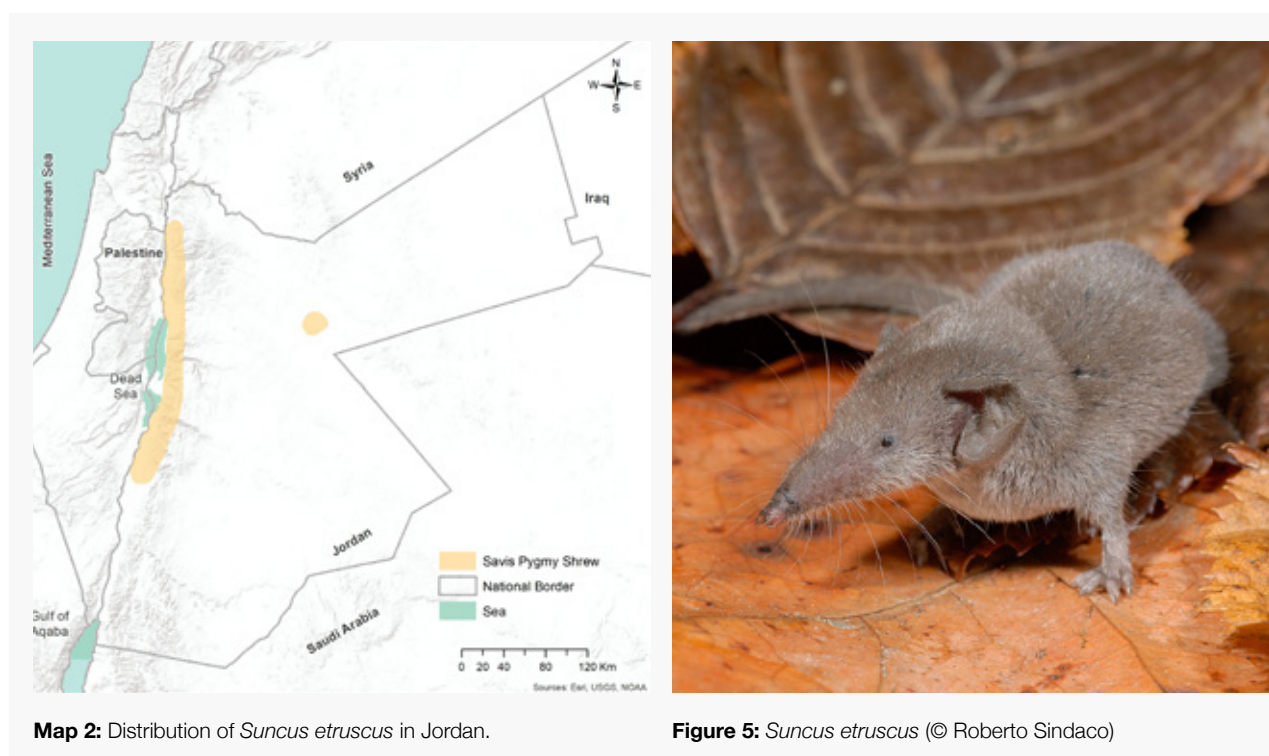 N
W E
S
Mediterranean Sea
Syria
Iraq
Palestine
Dead
Sea
Jordan
Saudi Arabia
Gulf of
Aqaba
Savis Pygmy Shrew
National Border
Sea
0 20 40 80 120 Km
Sources: Esri, USGS, NOAA
Map 2: Distribution of Suncus etruscus in Jordan.
Figure 5: Suncus etruscus (© Roberto Sindaco)